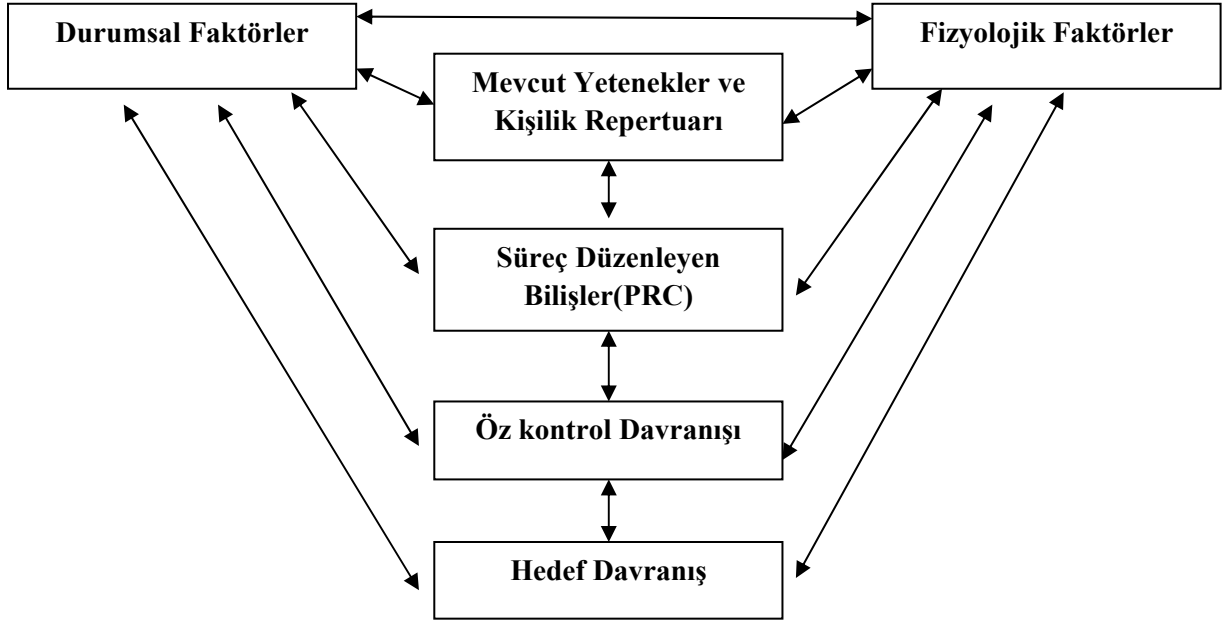 Durumsal Faktörler
Fizyolojik Faktörler
Mevcut Yetenekler ve
Kişilik Repertuarı
Süreç Düzenleyen
Bilişler(PRC)
Öz kontrol Davranışı
Hedef Davranış